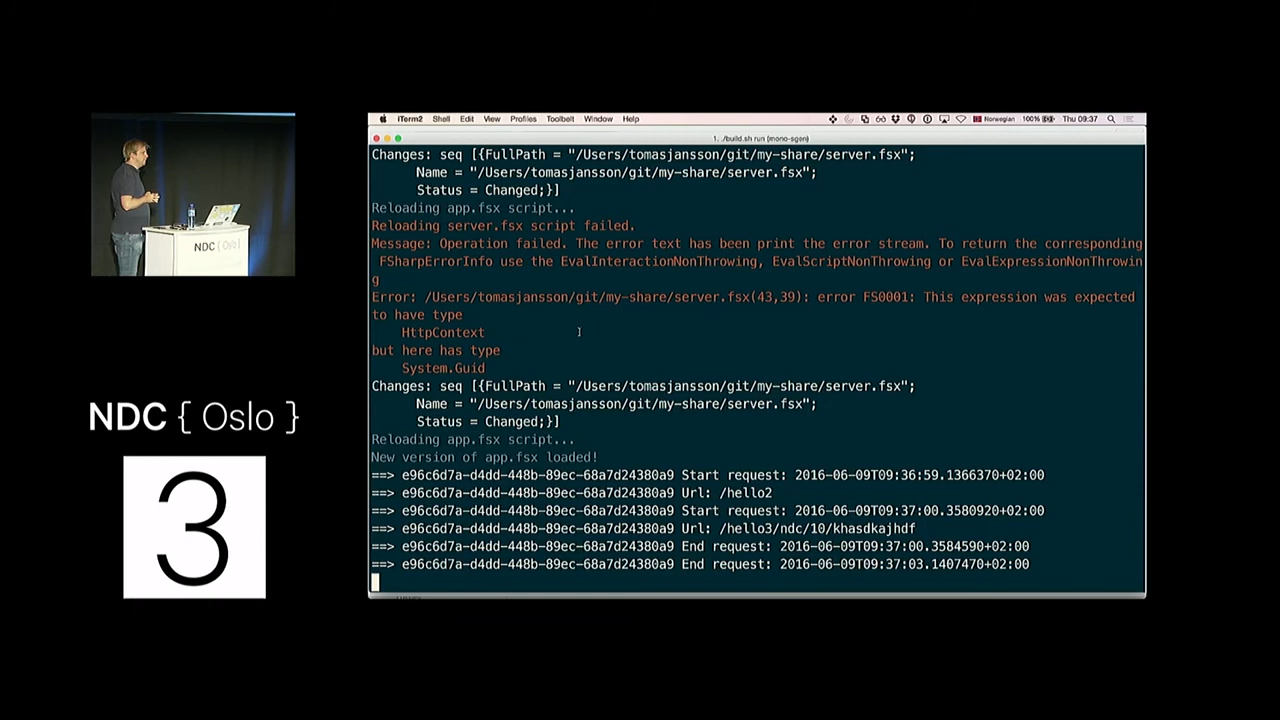 iTerm2 Shell Edit View Profiles Toolbelt Window Help Norwegian 100% Thu 09:37
1. ./build.sh run (mono-sgen)
Changes: seq [{FullPath = "/Users/tomasjansson/git/my-share/server.fsx";
Name = "/Users/tomasjansson/git/my-share/server.fsx";
Status = Changed;}]
Reloading app.fsx script...
Reloading server.fsx script failed.
Message: Operation failed. The error text has been print the error stream. To return the corresponding
FSharpErrorInfo use the EvalInteractionNonThrowing, EvalScriptNonThrowing or EvalExpressionNonThrowin
g
Error: /Users/tomasjansson/git/my-share/server.fsx(43,39): error FS0001: This expression was expected
to have type
HttpContext
but here has type
System.Guid
Changes: seq [{FullPath = "/Users/tomasjansson/git/my-share/server.fsx";
Name = "/Users/tomasjansson/git/my-share/server.fsx";
Status = Changed;}]
Reloading app.fsx script...
New version of app.fsx loaded!
==> e96c6d7a-d4dd-448b-89ec-68a7d24380a9 Start request: 2016-06-09T09:36:59.1366370+02:00
==> e96c6d7a-d4dd-448b-89ec-68a7d24380a9 Url: /hello2
==> e96c6d7a-d4dd-448b-89ec-68a7d24380a9 Start request: 2016-06-09T09:37:00.3580920+02:00
==> e96c6d7a-d4dd-448b-89ec-68a7d24380a9 Url: /hello3/ndc/10/khasdkajhdf
==> e96c6d7a-d4dd-448b-89ec-68a7d24380a9 End request: 2016-06-09T09:37:00.3584590+02:00
==> e96c6d7a-d4dd-448b-89ec-68a7d24380a9 End request: 2016-06-09T09:37:03.1407470+02:00
NDC { Oslo }
NDC { Oslo }
3